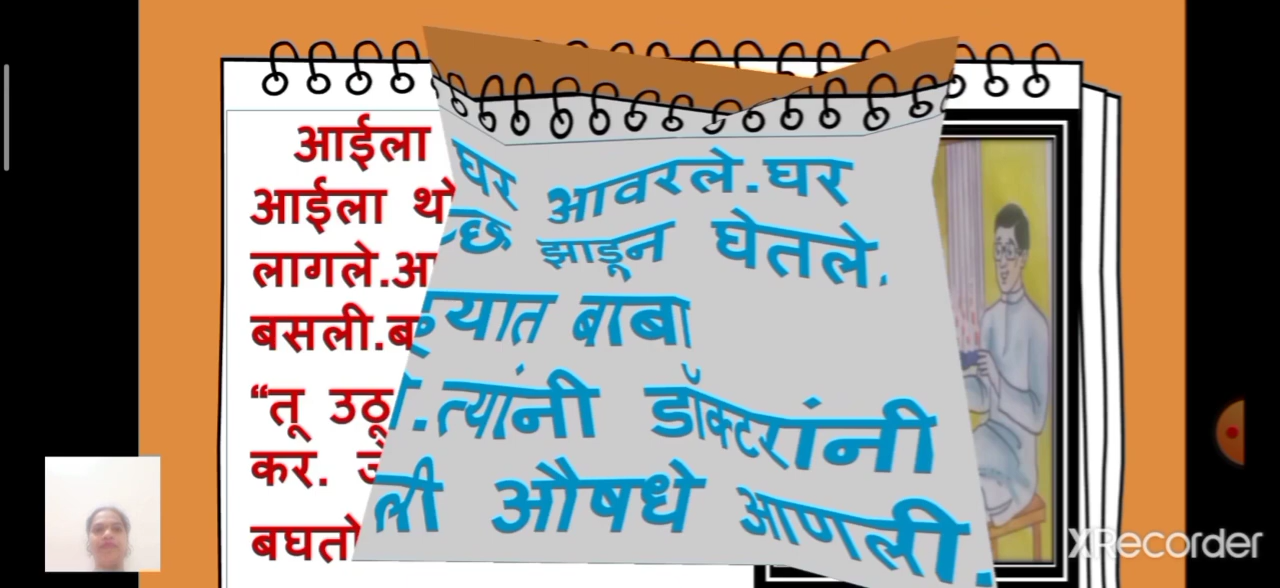 आईला
आईला
लागले.
बसली.
“तू उठू
कर.
बघतो
घर आवरले.घर
झाडून घेतले.
बाबा
त्यांनी डॉक्टरांनी
औषधे आणली.
XRecorder